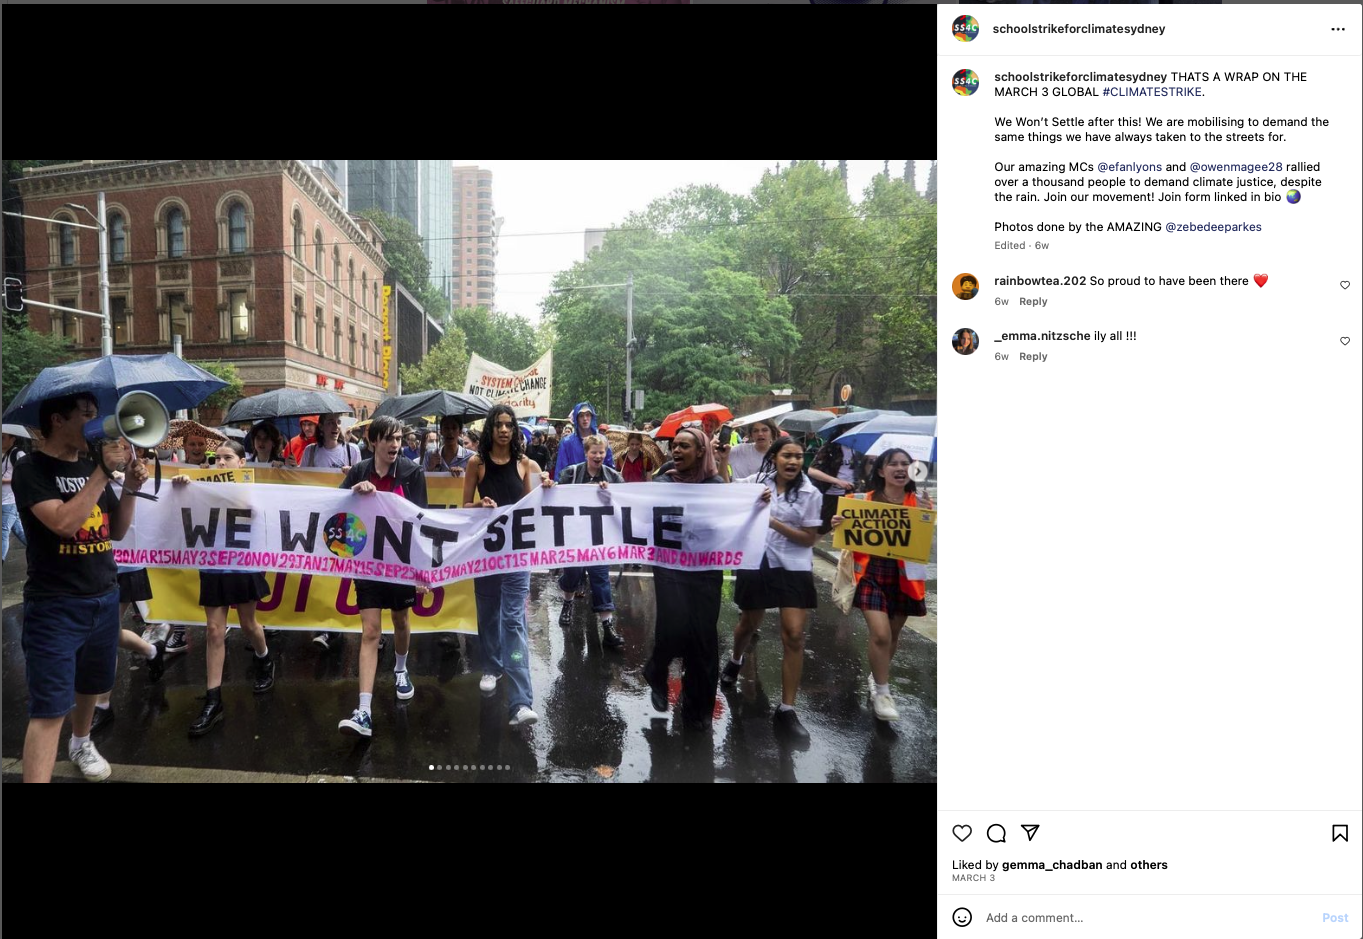 schoolstrikeforclimatesydney
schoolstrikeforclimatesydney THATS A WRAP ON THE
MARCH 3 GLOBAL #CLIMATESTRIKE.
We Won't Settle after this! We are mobilising to demand the
same things we have always taken to the streets for.
Our amazing MCs @efanlyons and @owenmagee28 rallied
over a thousand people to demand climate justice, despite
the rain. Join our movement! Join form linked in bio
Photos done by the AMAZING @zebedeeparkes
Edited · 6w
rainbowtea.202 So proud to have been there ❤️
6w Reply
_emma.nitzsche ily all !!!
6w Reply
Liked by gemma_chadban and others
MARCH 3
Add a comment...
Post
SYSTEM
NOT CLIMATE CHANGE
WE WON'T SETTLE
SS4C
30MAR15MAY3SEP20NOV29JAN17MAY15SEP25MAR19MAY21OCT15MAR25MAY6MAR3ANDONWARDS
CLIMATE
ACTION
NOW
HISTORY